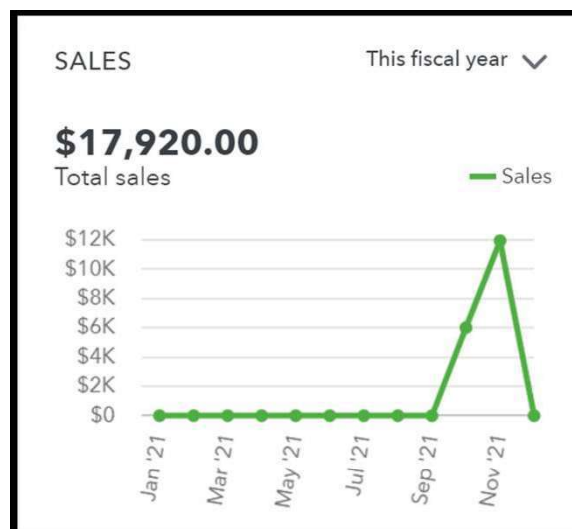 SALES
This fiscal year
$17,920.00
Total sales
Sales
$12K
$10K
$8K
$6K
$4K
$2K
$0
Jan '21
Mar '21
May '21
Jul '21
Sep '21
Nov '21